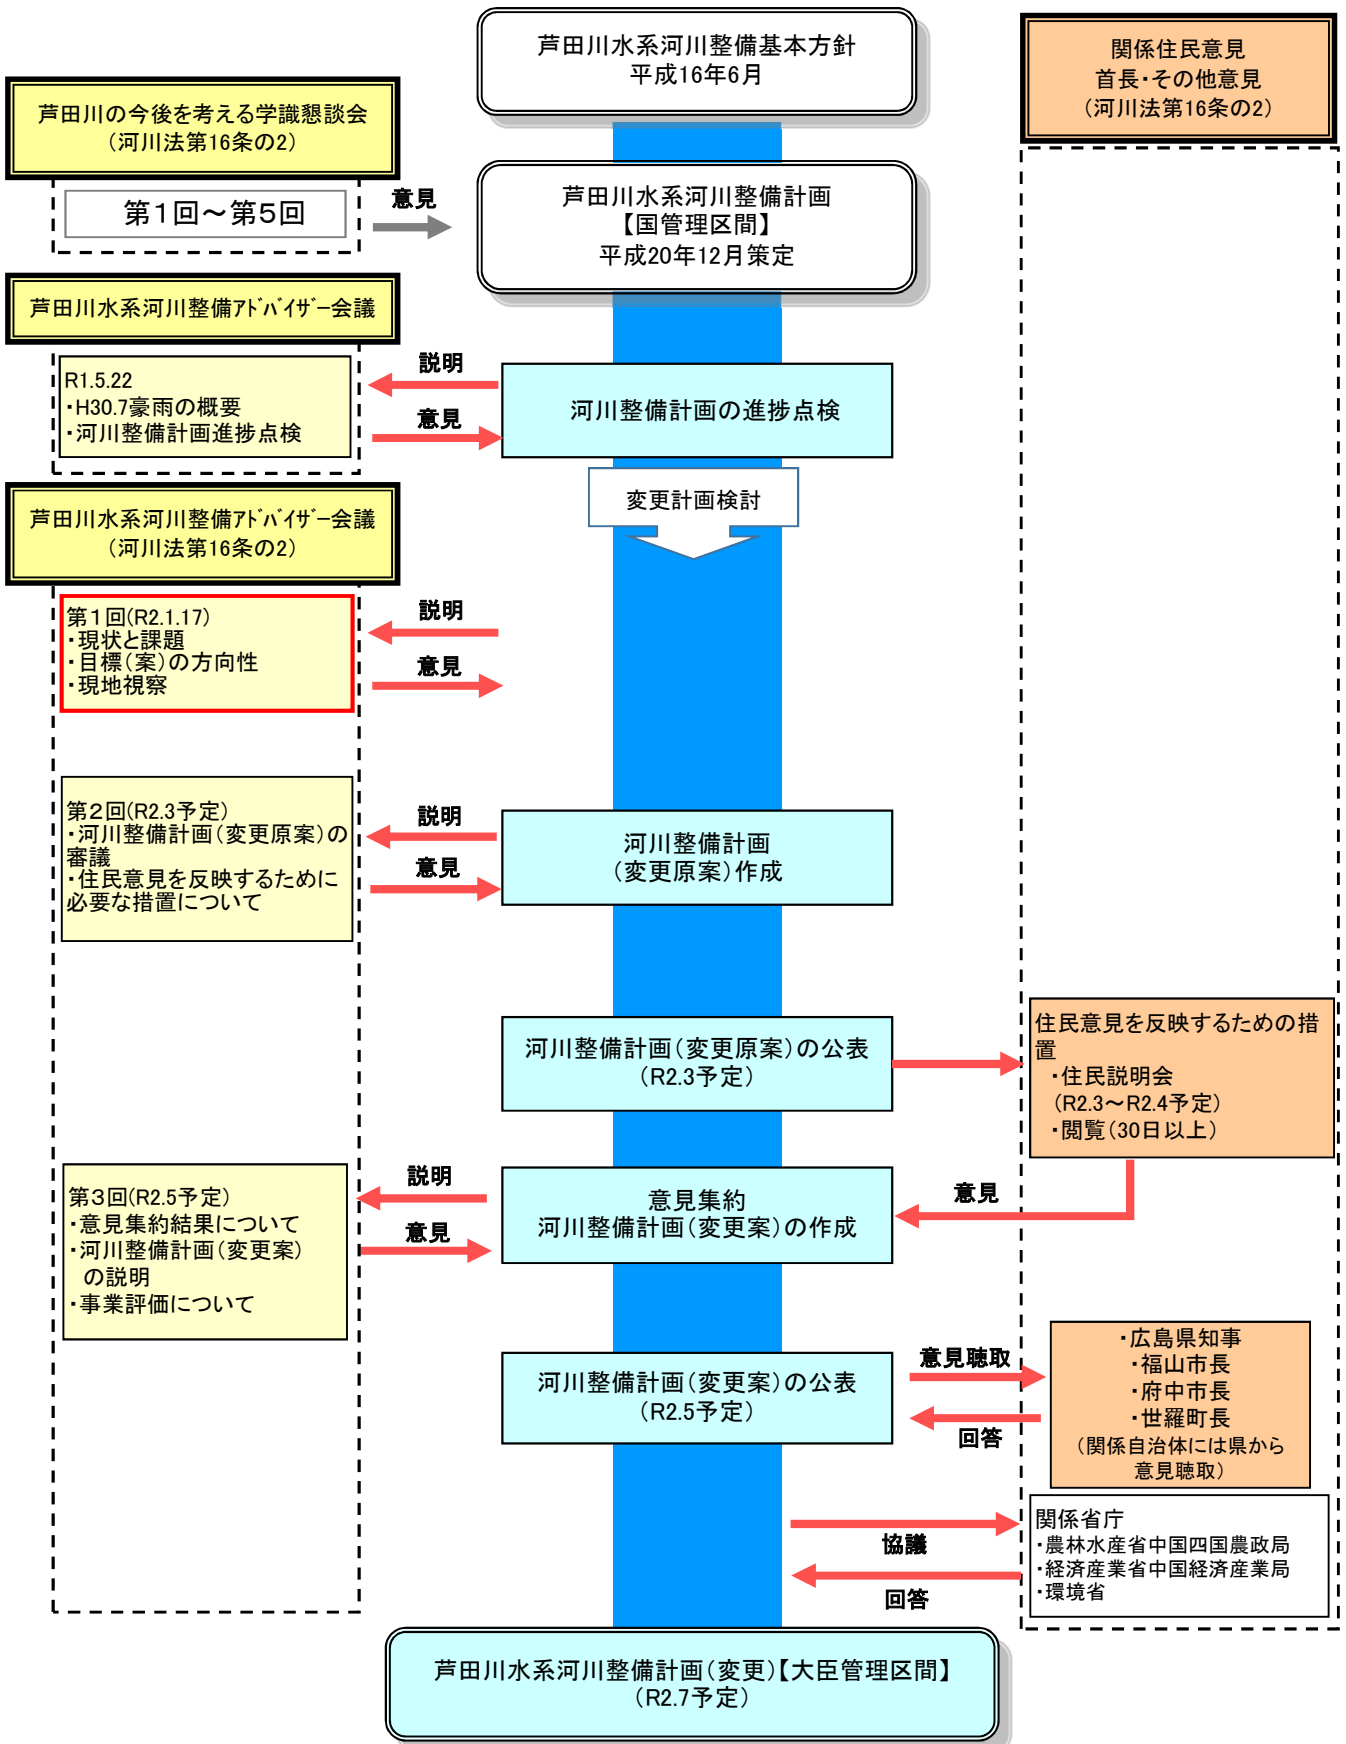 芦田川水系河川整備基本方針
平成16年6月
関係住民意見
首長・その他意見
（河川法第16条の2）
芦田川の今後を考える学識懇談会
（河川法第16条の2）
第１回～第５回
意見
芦田川水系河川整備計画
【国管理区間】
平成20年12月策定
芦田川水系河川整備ｱﾄﾞﾊﾞｲｻﾞｰ会議
R1.5.22
・H30.7豪雨の概要
・河川整備計画進捗点検
説明
意見
河川整備計画の進捗点検
変更計画検討
芦田川水系河川整備ｱﾄﾞﾊﾞｲｻﾞｰ会議
（河川法第16条の2）
第１回(R2.1.17)
・現状と課題
・目標（案）の方向性
・現地視察
説明
意見
第２回(R2.3予定)
・河川整備計画（変更原案）の
審議
・住民意見を反映するために
必要な措置について
説明
意見
河川整備計画
（変更原案）作成
河川整備計画（変更原案）の公表
（R2.3予定）
住民意見を反映するための措
置
・住民説明会
（R2.3～R2.4予定）
・閲覧（30日以上）
第３回(R2.5予定)
・意見集約結果について
・河川整備計画（変更案）
の説明
・事業評価について
説明
意見
意見集約
河川整備計画（変更案）の作成
意見
河川整備計画（変更案）の公表
（R2.5予定）
意見聴取
回答
・広島県知事
・福山市長
・府中市長
・世羅町長
（関係自治体には県から
意見聴取）
協議
回答
関係省庁
・農林水産省中国四国農政局
・経済産業省中国経済産業局
・環境省
芦田川水系河川整備計画（変更）【大臣管理区間】
（R2.7予定）